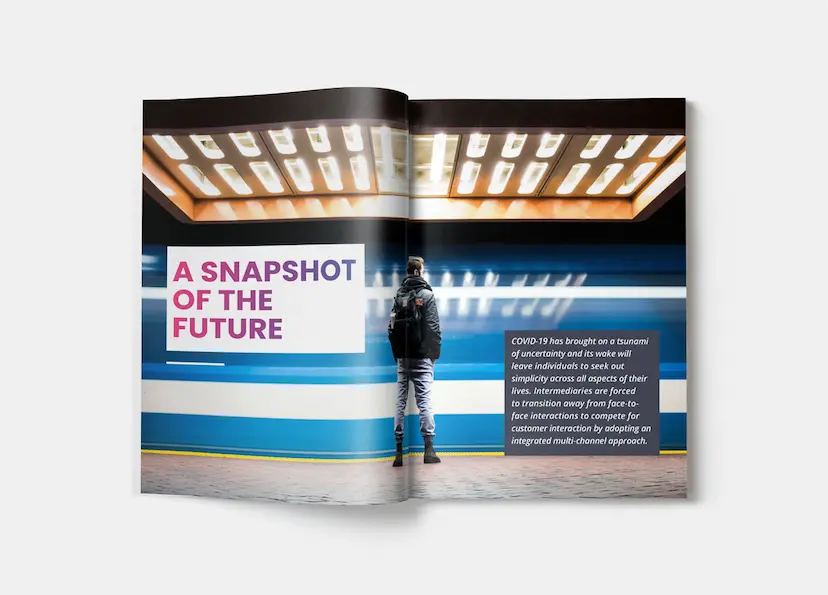 A SNAPSHOT
OF THE
FUTURE
COVID-19 has brought on a tsunami
of uncertainty and its wake will
leave individuals to seek out
simplicity across all aspects of their
lives. Intermediaries are forced
to transition away from face-to-
face interactions to compete for
customer interaction by adopting an
integrated multi-channel approach.